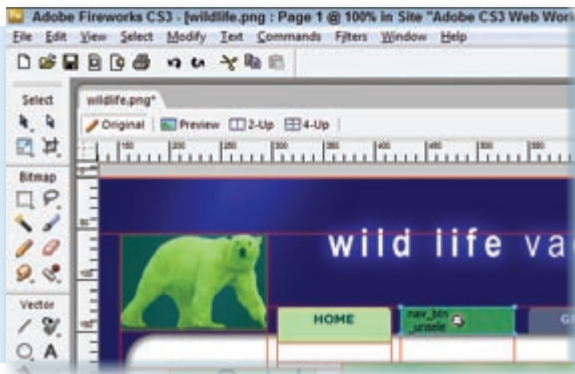 Adobe Fireworks CS3 - [wildlife.png : Page 1 @ 100% in Site "Adobe CS3 Web
File Edit View Select Modify Text Commands Filters Window Help
Select
wildlife.png*
Original Preview 2-Up 4-Up
Bitmap
Vector
wild life va
HOME
nav_btn
_unsele